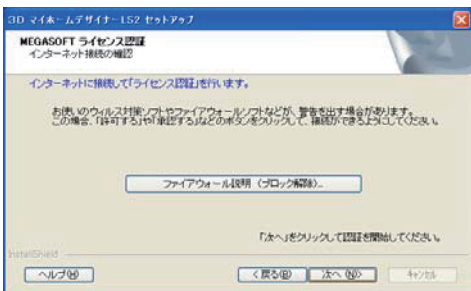 3D マイホームデザイナーLS2 セットアップ
MEGASOFT ライセンス認証
インターネット接続の確認
インターネットに接続して「ライセンス認証」を行います。
お使いのウィルス対策ソフトやファイアウォールソフトなどが、警告を出す場合があります。
この場合、「許可する」や「承認する」などのボタンをクリックして、接続ができるようにしてください。
ファイアウォール説明（ブロック解除）...
「次へ」をクリックして認証を開始してください。
InstallShield
ヘルプ(H)
< 戻る(B)
次へ (N)>
キャンセル